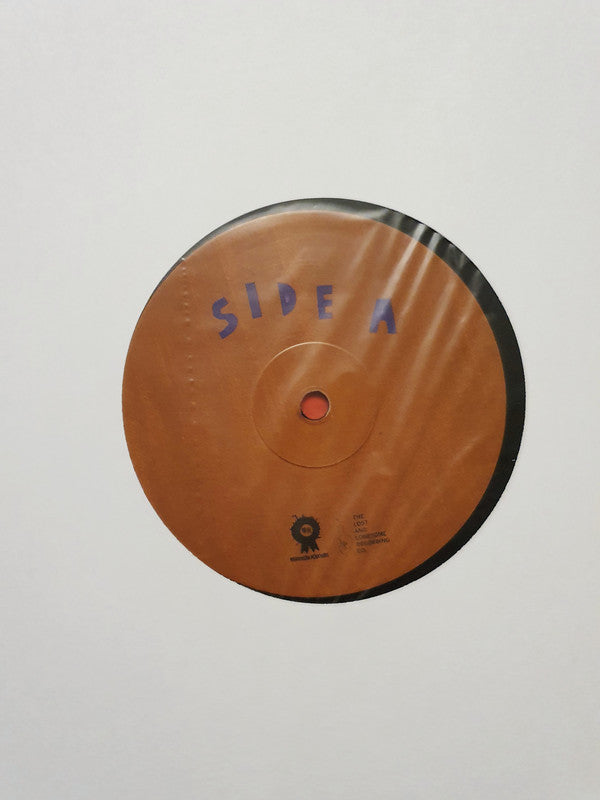 SIDE A
THE
LOST
AND
LONESOME
RECORDING
CO.